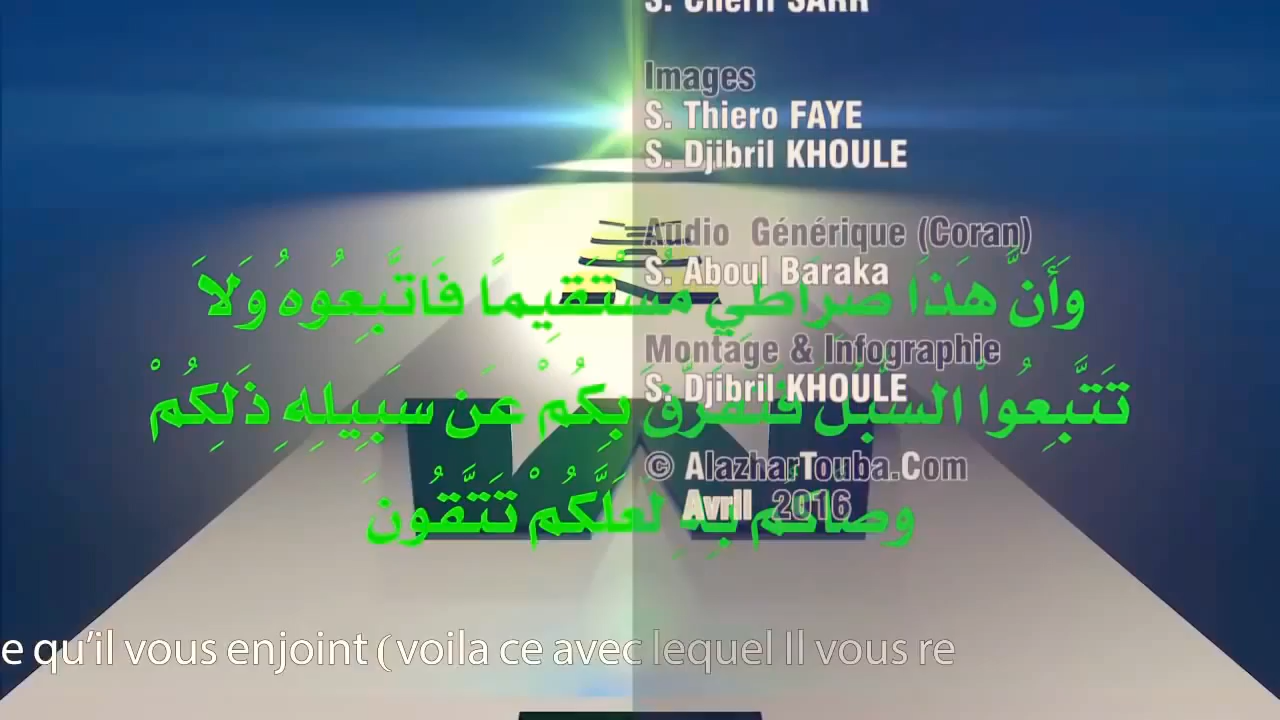 S. Cherif SARR
Images
S. Thiero FAYE
S. Djibril KHOULE
Audio Générique (Coran)
S. Aboul Baraka
وَأَنَّ هَذَا صِرَاطِي مُسْتَقِيمًا فَاتَّبِعُوهُ وَلاَ
Montage & Infographie
S. Djibril KHOULE
تَتَّبِعُواْ السُّبُلَ فَتَفَرَّقَ بِكُمْ عَن سَبِيلِهِ ذَلِكُمْ
© AlazharTouba.Com
Avril 2016
وَصَّاكُم بِهِ لَعَلَّكُمْ تَتَّقُونَ
e qu'il vous enjoint ( voila ce avec lequel Il vous re